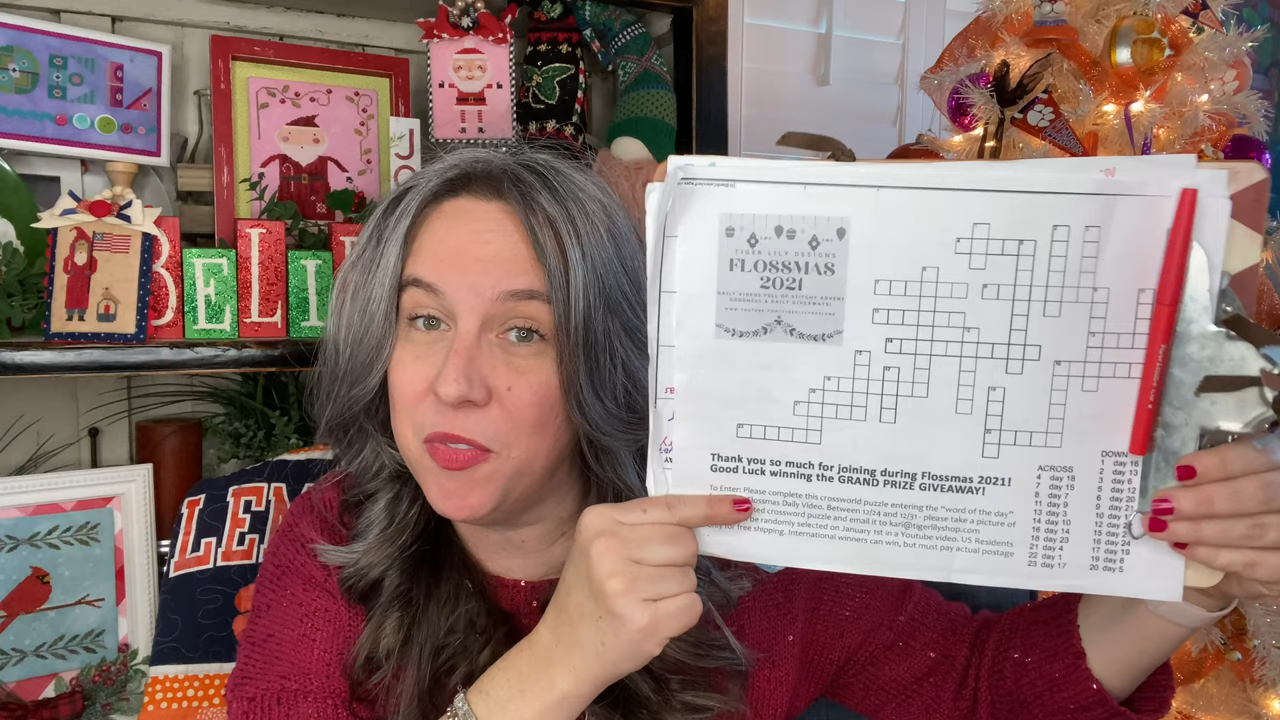 BELI
J
LEM
TIGER LILY DESIGNS
FLOSSMAS
2021
DAILY VIDEOS FULL OF STITCHY ADVENT
GOODNESS & DAILY GIVEAWAYS!
WWW.YOUTUBE.COM/TIGERLILYDESIGNS
Thank you so much for joining during Flossmas 2021!
Good Luck winning the GRAND PRIZE GIVEAWAY!
To Enter: Please complete this crossworld puzzle entering the "word of the day"
Flossmas Daily Video. Between 12/24 and 12/31 - please take a picture of
crossword puzzle and email it to kari@tigerlilyshop.com
be randomly selected on January 1st in a Youtube video. US Residents
only for free shipping. International winners can win, but must pay actual postage
ACROSS
4 day 18
7 day 15
8 day 7
11 day 9
13 day 3
14 day 10
16 day 14
18 day 23
21 day 4
22 day 1
23 day 17
DOWN
1 day 16
2 day 13
3 day 6
5 day 12
6 day 20
9 day 21
10 day
12 day
15 day
16 day 24
17 day 19
19 day 8
20 day 5